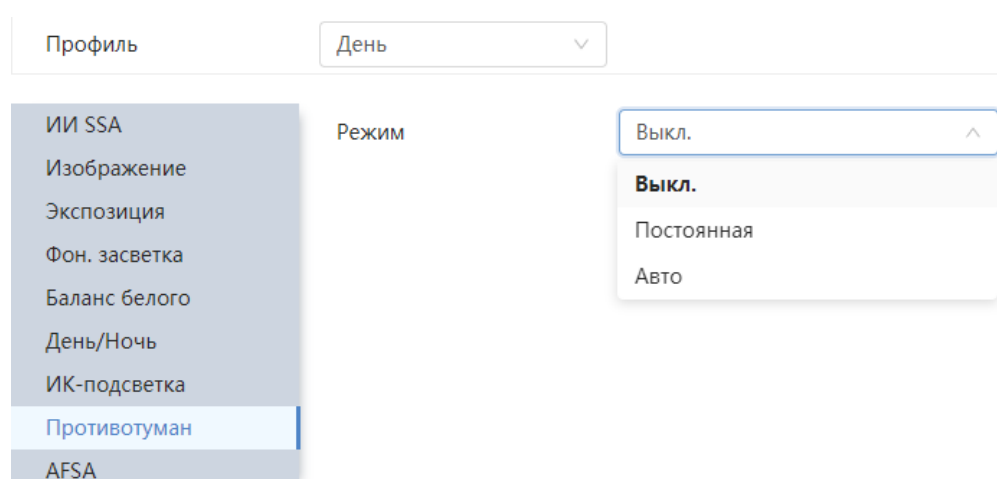 Профиль День
ИИ SSA
Режим Выкл.
Изображение
Выкл.
Экспозиция
Постоянная
Фон. засветка
Авто
Баланс белого
День/Ночь
ИК-подсветка
Противотуман
AFSA